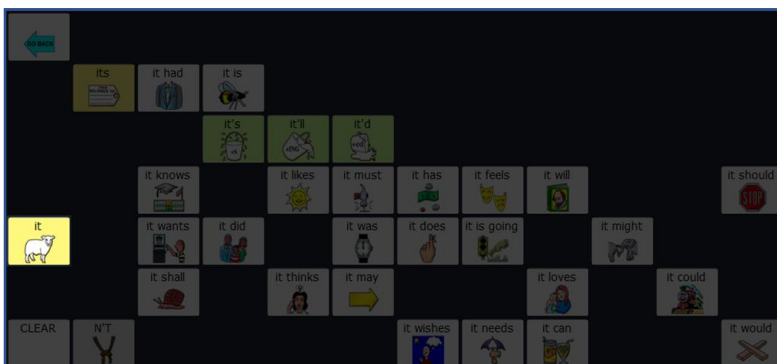 GO BACK
its it had it is
it's it'll it'd
it knows it likes it must it has it feels it will it should
STOP
it it wants it did it was it does it is going it might
it shall it thinks it may it loves it could
CLEAR N'T it wishes it needs it can it would